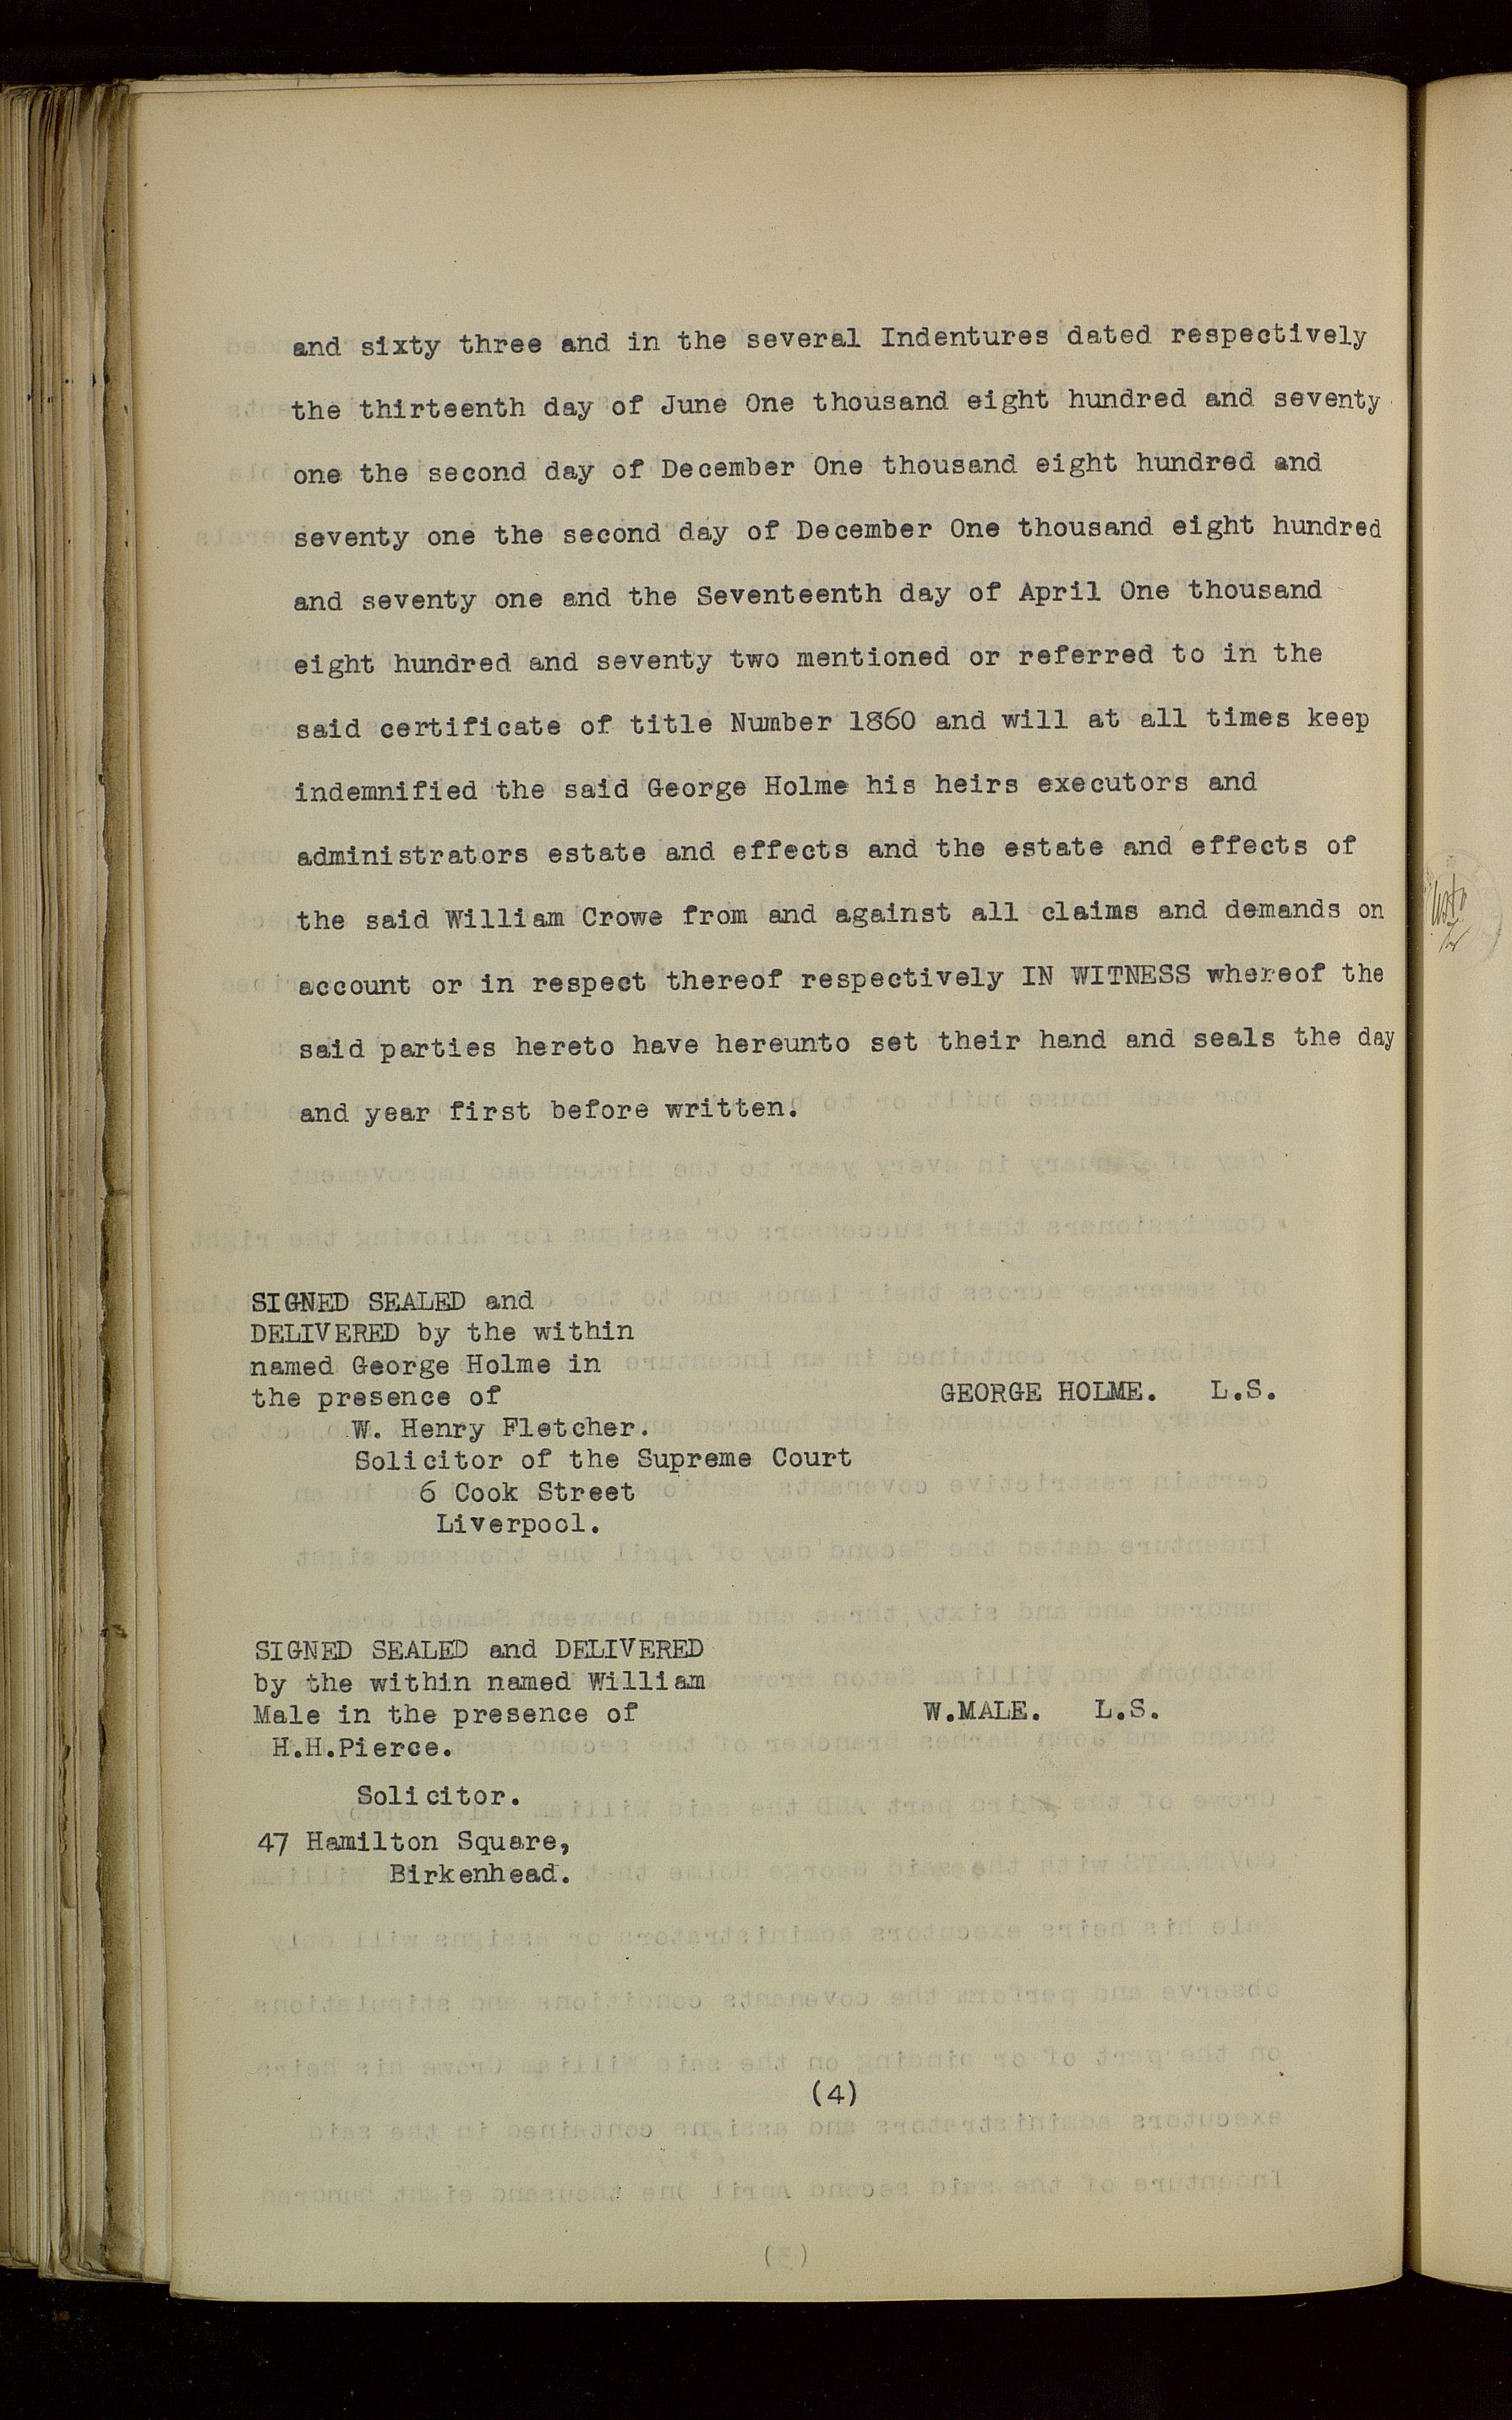 and sixty three and in the several Indentures dated respectively
the thirteenth day of June One thousand eight hundred and seventy
one the second day of December One thousand eight hundred and
seventy one the second day of December One thousand eight hundred
and seventy one and the Seventeenth day of April One thousand
eight hundred and seventy two mentioned or referred to in the
said certificate of title Number 1860 and will at all times keep
indemnified the said George Holme his heirs executors and
administrators estate and effects and the estate and effects of
the said William Crowe from and against all claims and demands on
account or in respect thereof respectively IN WITNESS whereof the
said parties hereto have hereunto set their hand and seals the day
and year first before written.
SIGNED SEALED and
DELIVERED by the within
named George Holme in
the presence of GEORGE HOLME. L.S.
W. Henry Fletcher.
Solicitor of the Supreme Court
6 Cook Street
Liverpool.
SIGNED SEALED and DELIVERED
by the within named William
Male in the presence of W.MALE. L.S.
H.H.Pierce.
Solicitor.
47 Hamilton Square,
Birkenhead.
(4)